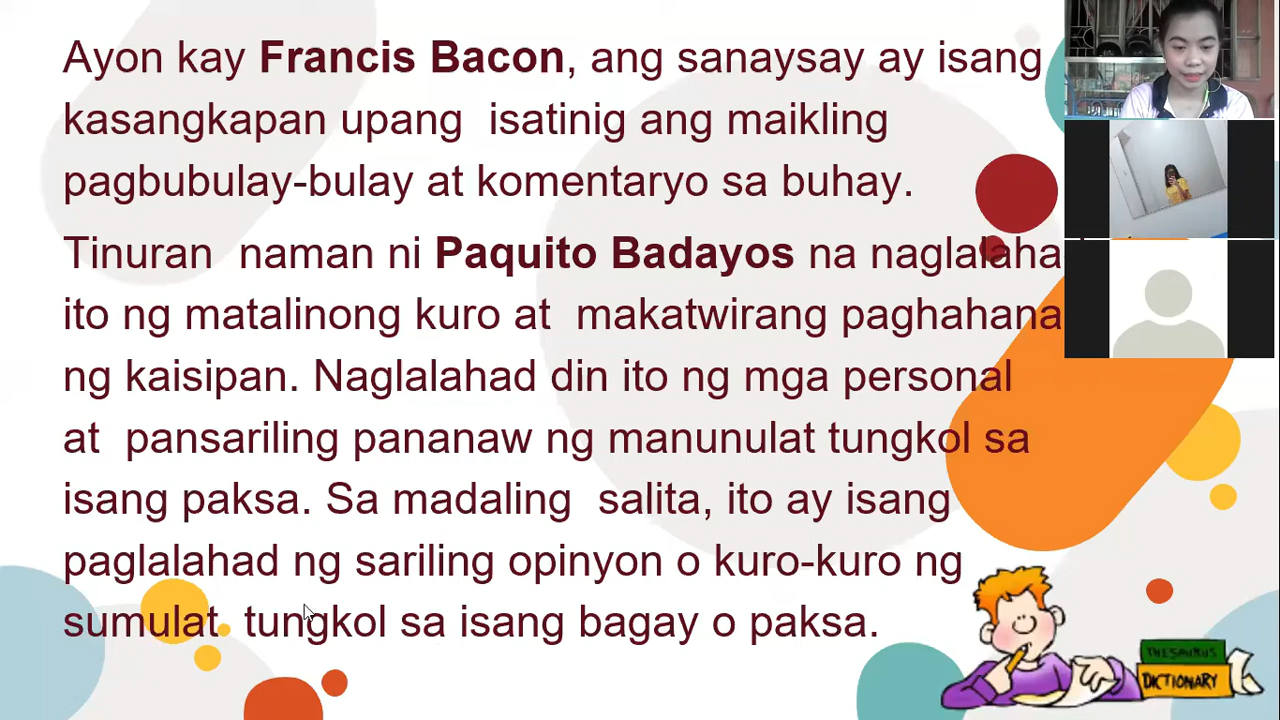 Ayon kay Francis Bacon, ang sanaysay ay isang
kasangkapan upang isatinig ang maikling
pagbubulay-bulay at komentaryo sa buhay.
Tinuran naman ni Paquito Badayos na naglalaha
ito ng matalinong kuro at makatwirang paghahana
ng kaisipan. Naglalahad din ito ng mga personal
at pansariling pananaw ng manunulat tungkol sa
isang paksa. Sa madaling salita, ito ay isang
paglalahad ng sariling opinyon o kuro-kuro ng
sumulat tungkol sa isang bagay o paksa.
THESAURUS
DICTIONARY